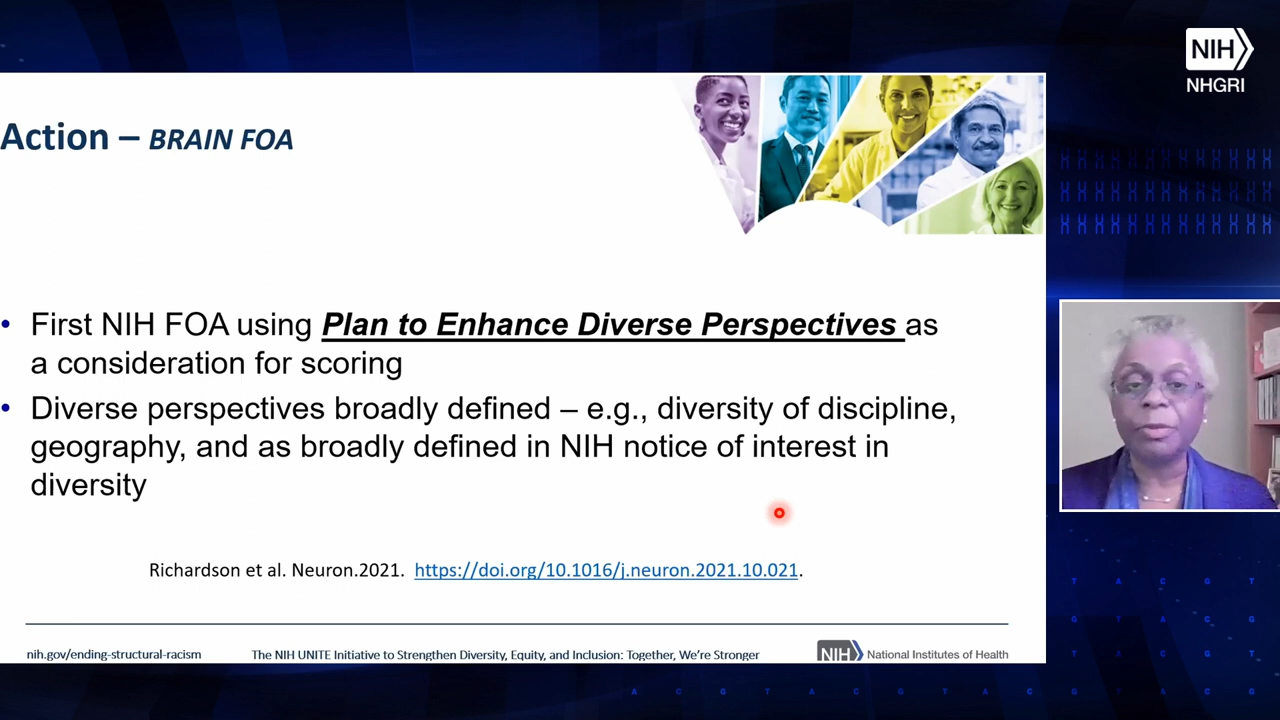 NIH
NHGRI
Action – BRAIN FOA
• First NIH FOA using Plan to Enhance Diverse Perspectives as
a consideration for scoring
• Diverse perspectives broadly defined – e.g., diversity of discipline,
geography, and as broadly defined in NIH notice of interest in
diversity
Richardson et al. Neuron.2021. https://doi.org/10.1016/j.neuron.2021.10.021.
nih.gov/ending-structural-racism The NIH UNITE Initiative to Strengthen Diversity, Equity, and Inclusion: Together, We’re Stronger NIH National Institutes of Health
T A C G T
G T A C G
T A C G T
A C G T A C G T A C G T A C G